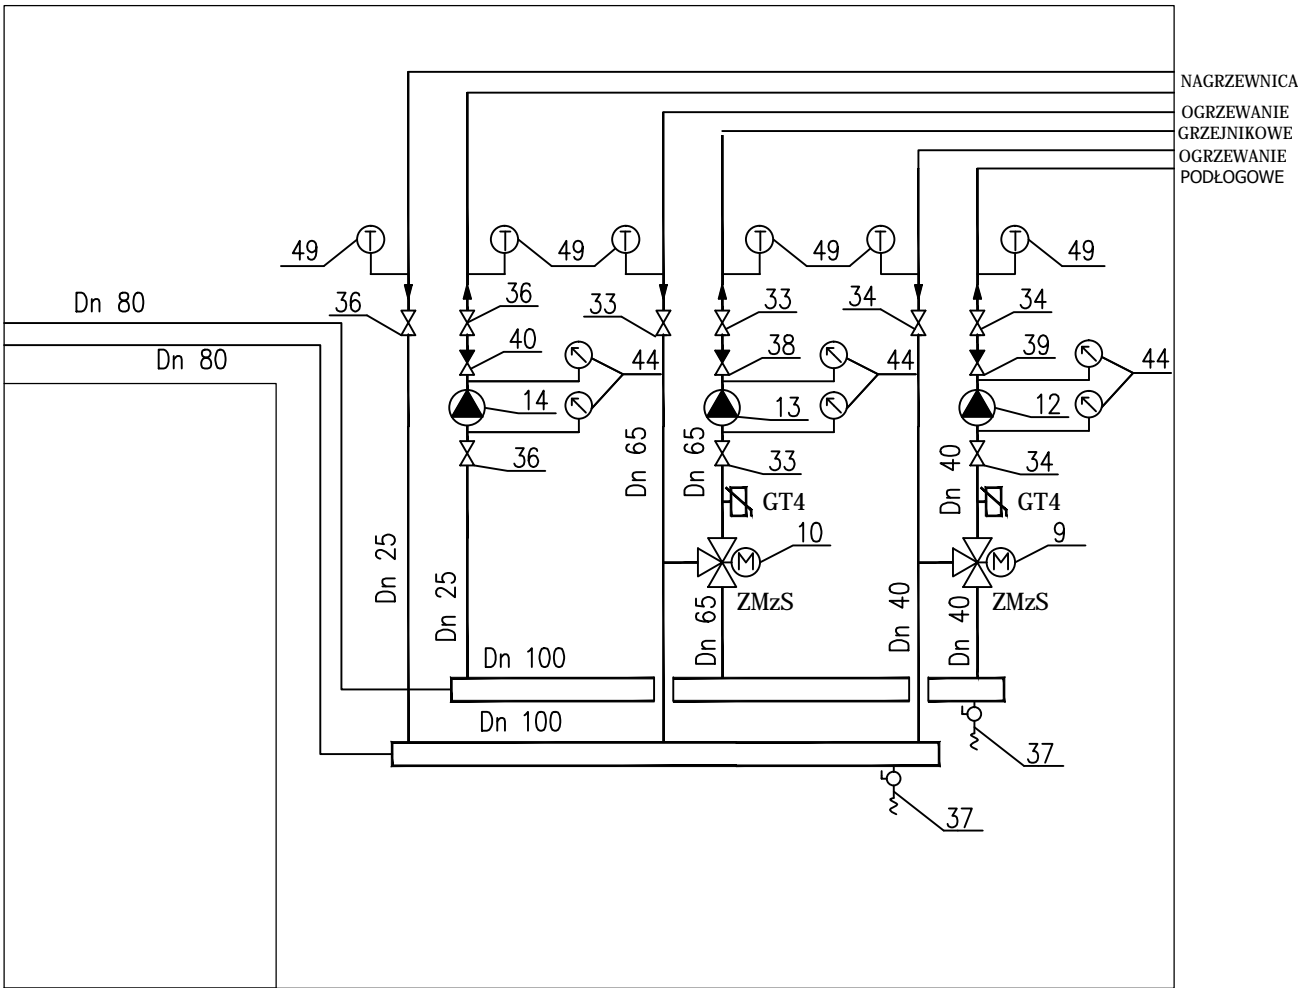 NAGRZEWNICA
OGRZEWANIE
GRZEJNIKOWE
OGRZEWANIE
PODŁOGOWE
49
T
T
49
T
T
49
T
T
49
Dn 80
36
36
33
33
34
34
Dn 80
40
44
38
44
39
44
14
13
12
36
33
34
Dn 65
Dn 65
Dn 40
GT4
GT4
Dn 25
Dn 25
M
10
M
9
ZMzS
ZMzS
Dn 65
Dn 40
Dn 40
Dn 100
Dn 100
37
37